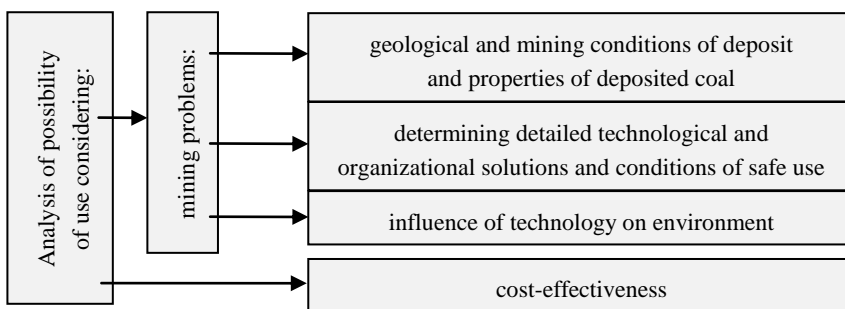 Analysis of possibility
of use considering:
mining problems:
geological and mining conditions of deposit
and properties of deposited coal
determining detailed technological and
organizational solutions and conditions of safe use
influence of technology on environment
cost-effectiveness